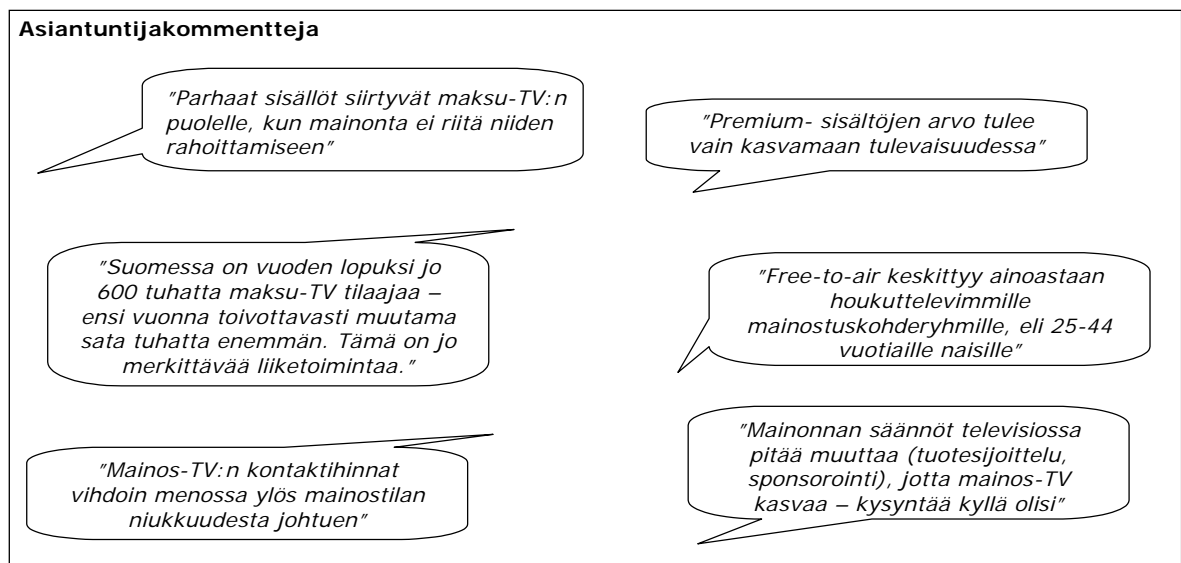 Asiantuntijakommentteja
”Parhaat sisällöt siirtyvät maksu-TV:n
puolelle, kun mainonta ei riitä niiden
rahoittamiseen”
”Premium- sisältöjen arvo tulee
vain kasvamaan tulevaisuudessa”
”Suomessa on vuoden lopuksi jo
600 tuhatta maksu-TV tilaajaa –
ensi vuonna toivottavasti muutama
sata tuhatta enemmän. Tämä on jo
merkittävää liiketoimintaa.”
”Free-to-air keskittyy ainoastaan
houkuttelevimmille
mainostuskohderyhmille, eli 25-44
vuotiaille naisille”
”Mainos-TV:n kontaktihinnat
vihdoin menossa ylös mainostilan
niukkuudesta johtuen”
”Mainonnan säännöt televisiossa
pitää muuttaa (tuotesijoittelu,
sponsorointi), jotta mainos-TV
kasvaa – kysyntää kyllä olisi”